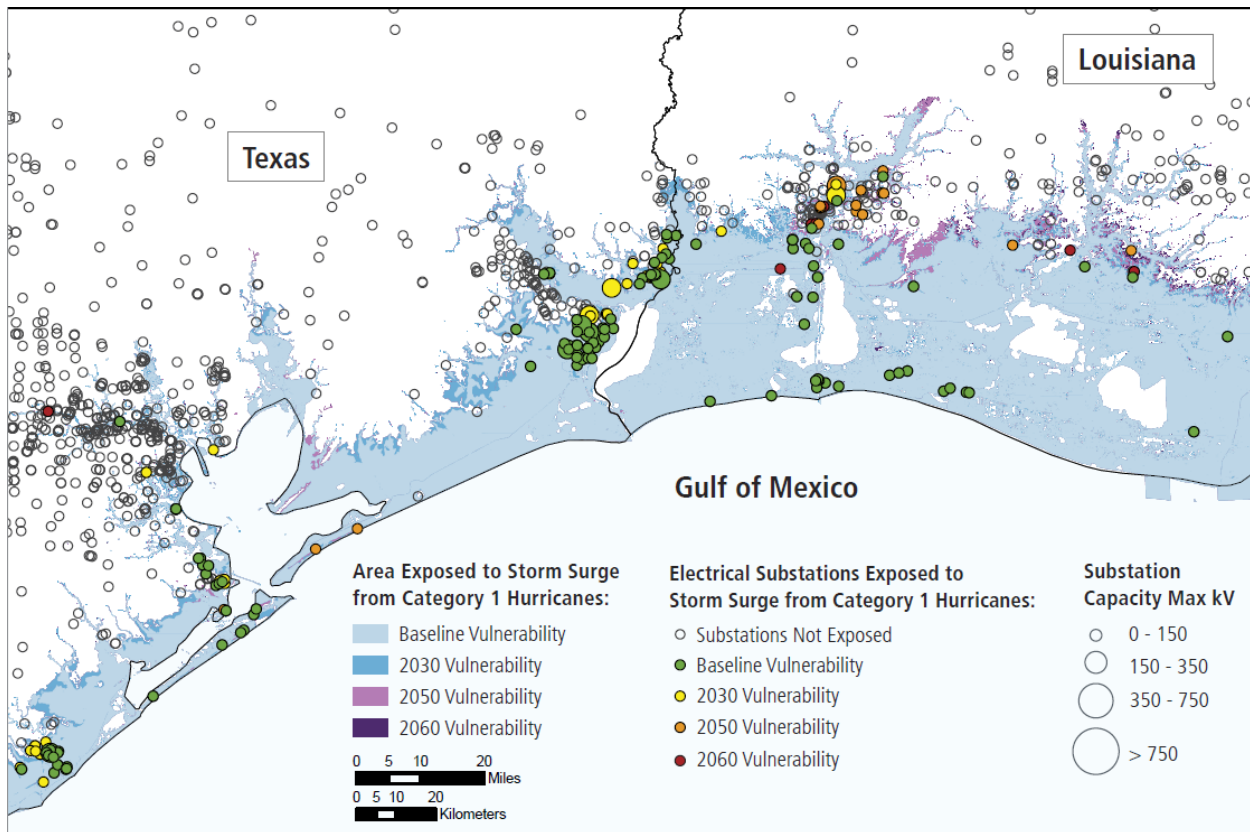 Louisiana
Texas
Gulf of Mexico
Area Exposed to Storm Surge
from Category 1 Hurricanes:
Baseline Vulnerability
2030 Vulnerability
2050 Vulnerability
2060 Vulnerability
0 5 10 20
Miles
0 5 10 20
Kilometers
Electrical Substations Exposed to
Storm Surge from Category 1 Hurricanes:
Substations Not Exposed
Baseline Vulnerability
2030 Vulnerability
2050 Vulnerability
2060 Vulnerability
Substation
Capacity Max kV
0 - 150
150 - 350
350 - 750
> 750